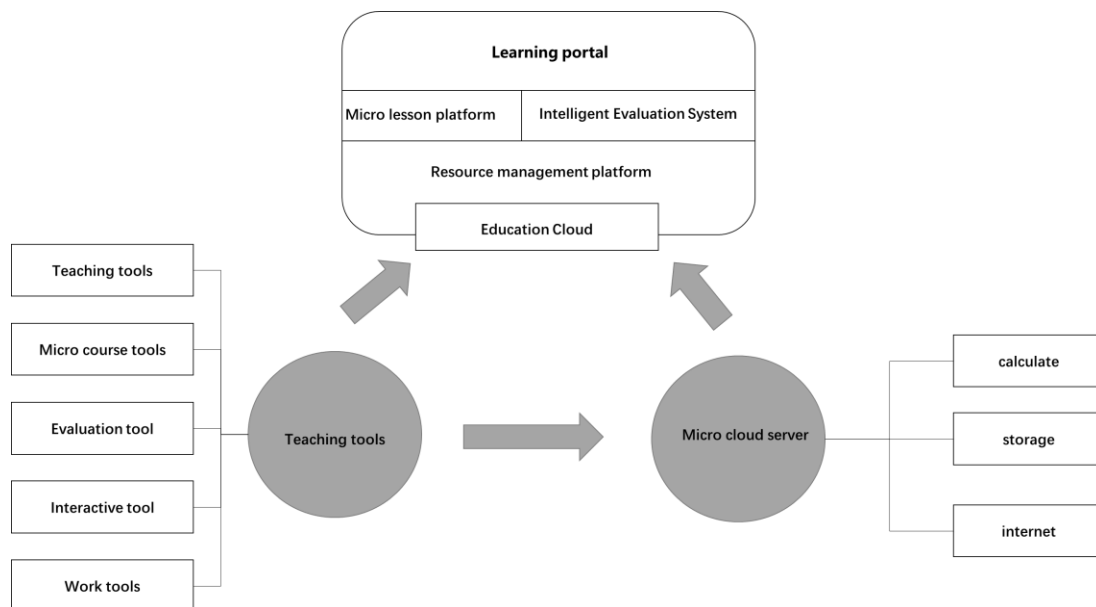 Learning portal
Micro lesson platform
Intelligent Evaluation System
Resource management platform
Education Cloud
Teaching tools
Micro course tools
Evaluation tool
Interactive tool
Work tools
Teaching tools
Micro cloud server
calculate
storage
internet